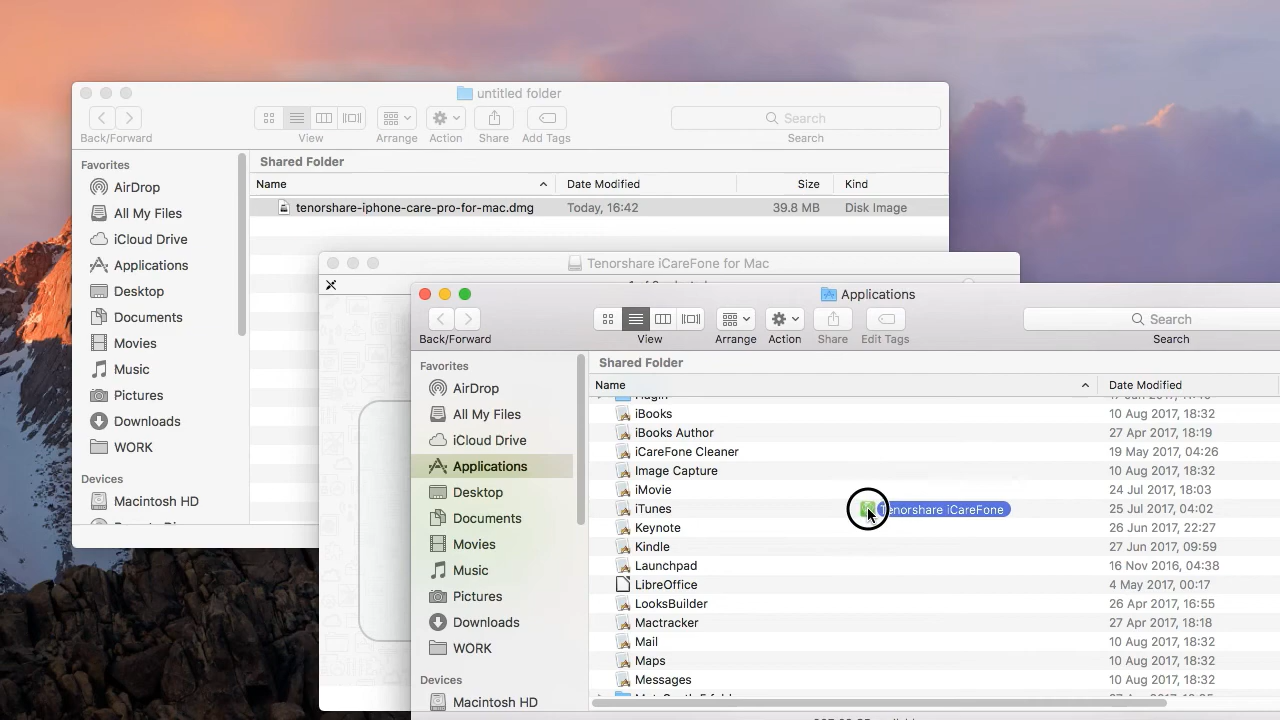 untitled folder
Search
Back/Forward View Arrange Action Share Add Tags Search
Favorites
AirDrop
All My Files
iCloud Drive
Applications
Desktop
Documents
Movies
Music
Pictures
Downloads
WORK
Devices
Macintosh HD
Shared Folder
Name Date Modified Size Kind
tenorshare-iphone-care-pro-for-mac.dmg Today, 16:42 39.8 MB Disk Image
Tenorshare iCareFone for Mac
Applications
Search
Back/Forward View Arrange Action Share Edit Tags Search
Favorites
AirDrop
All My Files
iCloud Drive
Applications
Desktop
Documents
Movies
Music
Pictures
Downloads
WORK
Devices
Macintosh HD
Shared Folder
Name Date Modified
iBooks 10 Aug 2017, 18:32
iBooks Author 27 Apr 2017, 18:19
iCareFone Cleaner 19 May 2017, 04:26
Image Capture 10 Aug 2017, 18:32
iMovie 24 Jul 2017, 18:03
iTunes 25 Jul 2017, 04:02
Tenorshare iCareFone
Keynote 26 Jun 2017, 22:27
Kindle 27 Jun 2017, 09:59
Launchpad 16 Nov 2016, 04:38
LibreOffice 4 May 2017, 00:17
LooksBuilder 26 Apr 2017, 16:55
Mactracker 27 Apr 2017, 18:18
Mail 10 Aug 2017, 18:32
Maps 10 Aug 2017, 18:32
Messages 10 Aug 2017, 18:32